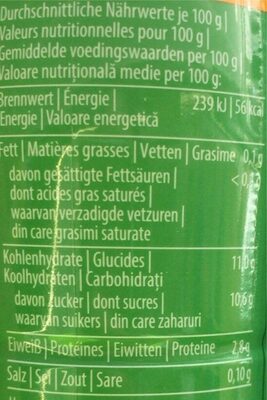 Durchschnittliche Nährwerte je 100 g|
Valeurs nutritionnelles pour 100 g|
Gemiddelde voedingswaarden per 100 g|
Valoare nutrițională medie per 100 g:
Brennwert | Énergie | 239 kJ | 56 kcal
Energie | Valoare energetică
Fett | Matières grasses | Vetten | Grasime 0,1 g
davon gesättigte Fettsäuren | <
dont acides gras saturés |
waarvan verzadigde vetzuren |
din care grasimi saturate
Kohlenhydrate | Glucides | 11,0 g
Koolhydraten | Carbohidrați
davon Zucker | dont sucres | 10,6 g
waarvan suikers | din care zaharuri
Eiweiß | Protéines | Eiwitten | Proteine 2,8 g
Salz | Sel | Zout | Sare 0,10 g